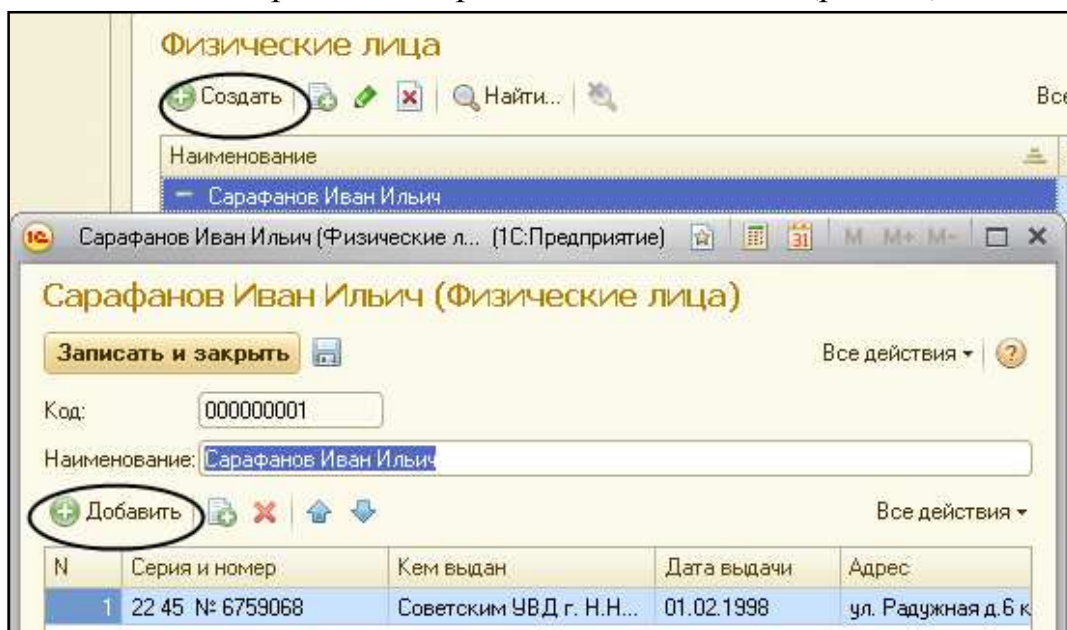 Физические лица
Создать Найти... Все
Наименование
Сарафанов Иван Ильич
1С Сарафанов Иван Ильич (Физические л... (1С:Предприятие) 31 M M+ M-
Сарафанов Иван Ильич (Физические лица)
Записать и закрыть Все действия ?
Код: 000000001
Наименование: Сарафанов Иван Ильич
Добавить Все действия
N Серия и номер Кем выдан Дата выдачи Адрес
1 22 45 № 6759068 Советским УВД г. Н.Н... 01.02.1998 ул. Радужная д.6 к